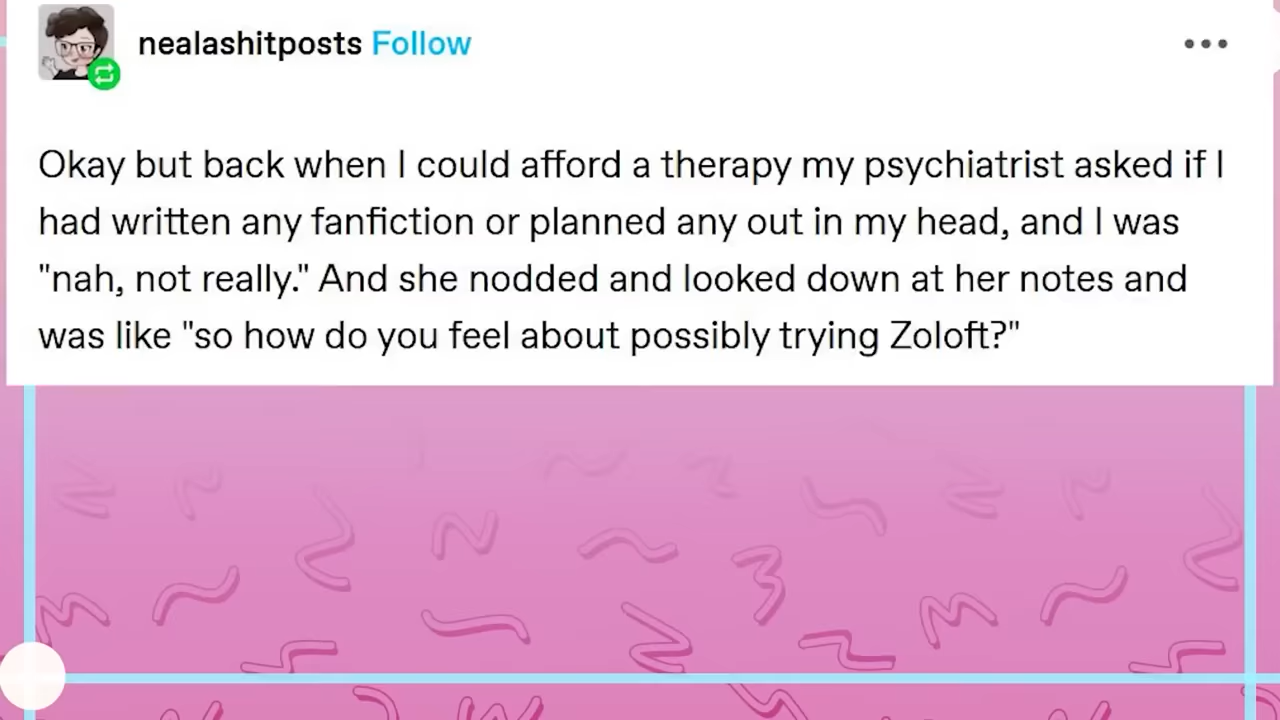 nealashitposts Follow
Okay but back when I could afford a therapy my psychiatrist asked if I
had written any fanfiction or planned any out in my head, and I was
"nah, not really." And she nodded and looked down at her notes and
was like "so how do you feel about possibly trying Zoloft?"